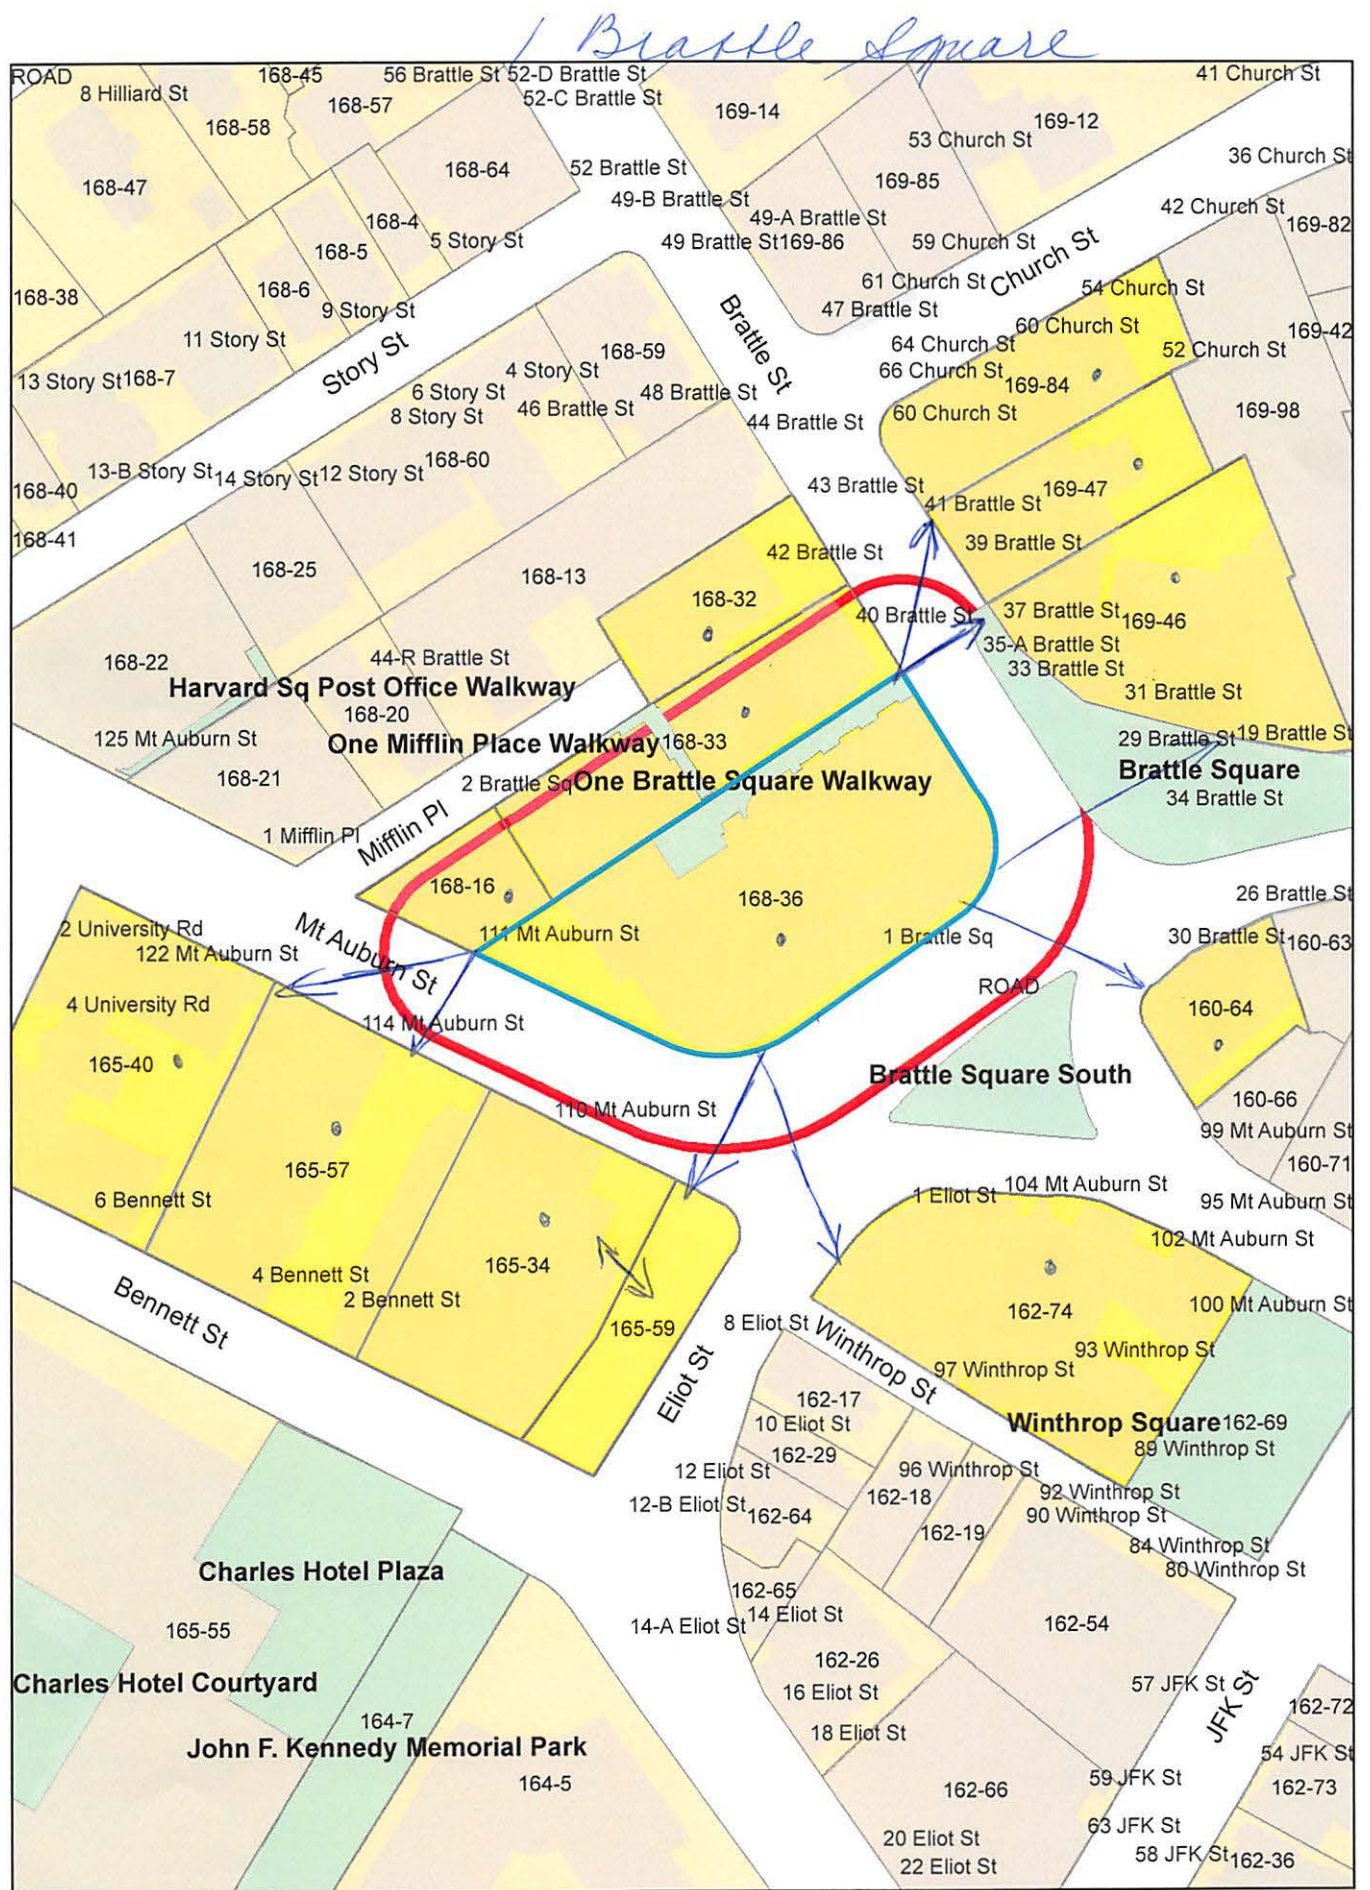 1 Brattle Square
ROAD
168-45
56 Brattle St
52-D Brattle St
41 Church St
8 Hilliard St
168-57
52-C Brattle St
169-14
169-12
168-58
53 Church St
36 Church St
168-64
52 Brattle St
168-47
169-85
49-B Brattle St
42 Church St
168-4
49-A Brattle St
169-82
5 Story St
49 Brattle St
169-86
59 Church St
168-5
Church St
61 Church St
168-6
54 Church St
168-38
9 Story St
47 Brattle St
60 Church St
169-42
11 Story St
Brattle St
64 Church St
52 Church St
168-59
Story St
4 Story St
66 Church St
13 Story St
168-7
6 Story St
48 Brattle St
169-84
8 Story St
46 Brattle St
60 Church St
169-98
44 Brattle St
168-60
13-B Story St
14 Story St
12 Story St
43 Brattle St
168-40
41 Brattle St
169-47
168-41
42 Brattle St
39 Brattle St
168-25
168-13
168-32
40 Brattle St
37 Brattle St
169-46
35-A Brattle St
168-22
44-R Brattle St
33 Brattle St
Harvard Sq Post Office Walkway
31 Brattle St
168-20
125 Mt Auburn St
One Mifflin Place Walkway
168-33
29 Brattle St
19 Brattle St
168-21
2 Brattle Sq
One Brattle Square Walkway
Brattle Square
34 Brattle St
1 Mifflin Pl
Mifflin Pl
168-16
168-36
26 Brattle St
2 University Rd
111 Mt Auburn St
1 Brattle Sq
30 Brattle St
160-63
122 Mt Auburn St
Mt Auburn St
ROAD
4 University Rd
160-64
114 Mt Auburn St
165-40
Brattle Square South
160-66
110 Mt Auburn St
99 Mt Auburn St
165-57
160-71
104 Mt Auburn St
6 Bennett St
1 Eliot St
95 Mt Auburn St
102 Mt Auburn St
165-34
4 Bennett St
2 Bennett St
100 Mt Auburn St
162-74
165-59
8 Eliot St
Bennett St
93 Winthrop St
Winthrop St
97 Winthrop St
Eliot St
162-17
10 Eliot St
Winthrop Square
162-69
89 Winthrop St
162-29
12 Eliot St
96 Winthrop St
92 Winthrop St
162-18
12-B Eliot St
162-64
90 Winthrop St
162-19
84 Winthrop St
Charles Hotel Plaza
80 Winthrop St
162-65
14 Eliot St
165-55
14-A Eliot St
162-54
162-26
Charles Hotel Courtyard
57 JFK St
16 Eliot St
JFK St
162-72
164-7
18 Eliot St
John F. Kennedy Memorial Park
54 JFK St
59 JFK St
164-5
162-66
162-73
63 JFK St
20 Eliot St
58 JFK St
162-36
22 Eliot St